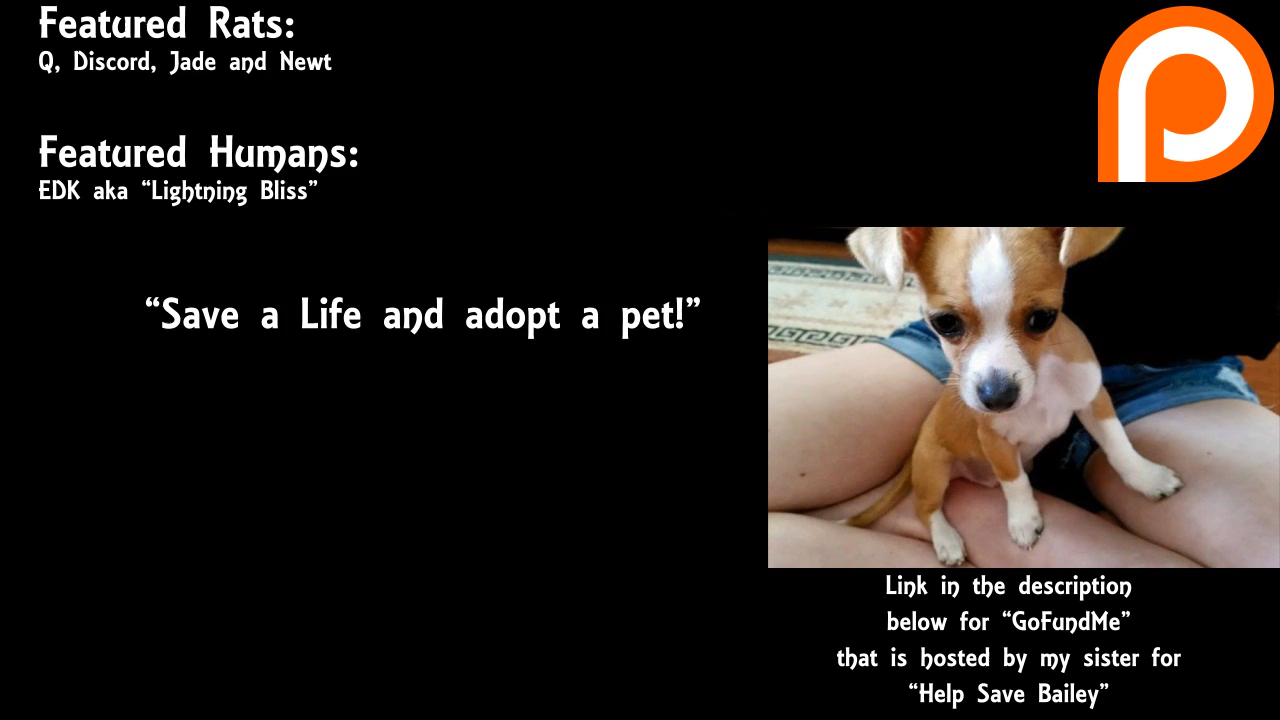 Featured Rats:
Q, Discord, Jade and Newt
Featured Humans:
EDK aka “Lightning Bliss”
“Save a Life and adopt a pet!”
Link in the description
below for “GoFundMe”
that is hosted by my sister for
“Help Save Bailey”